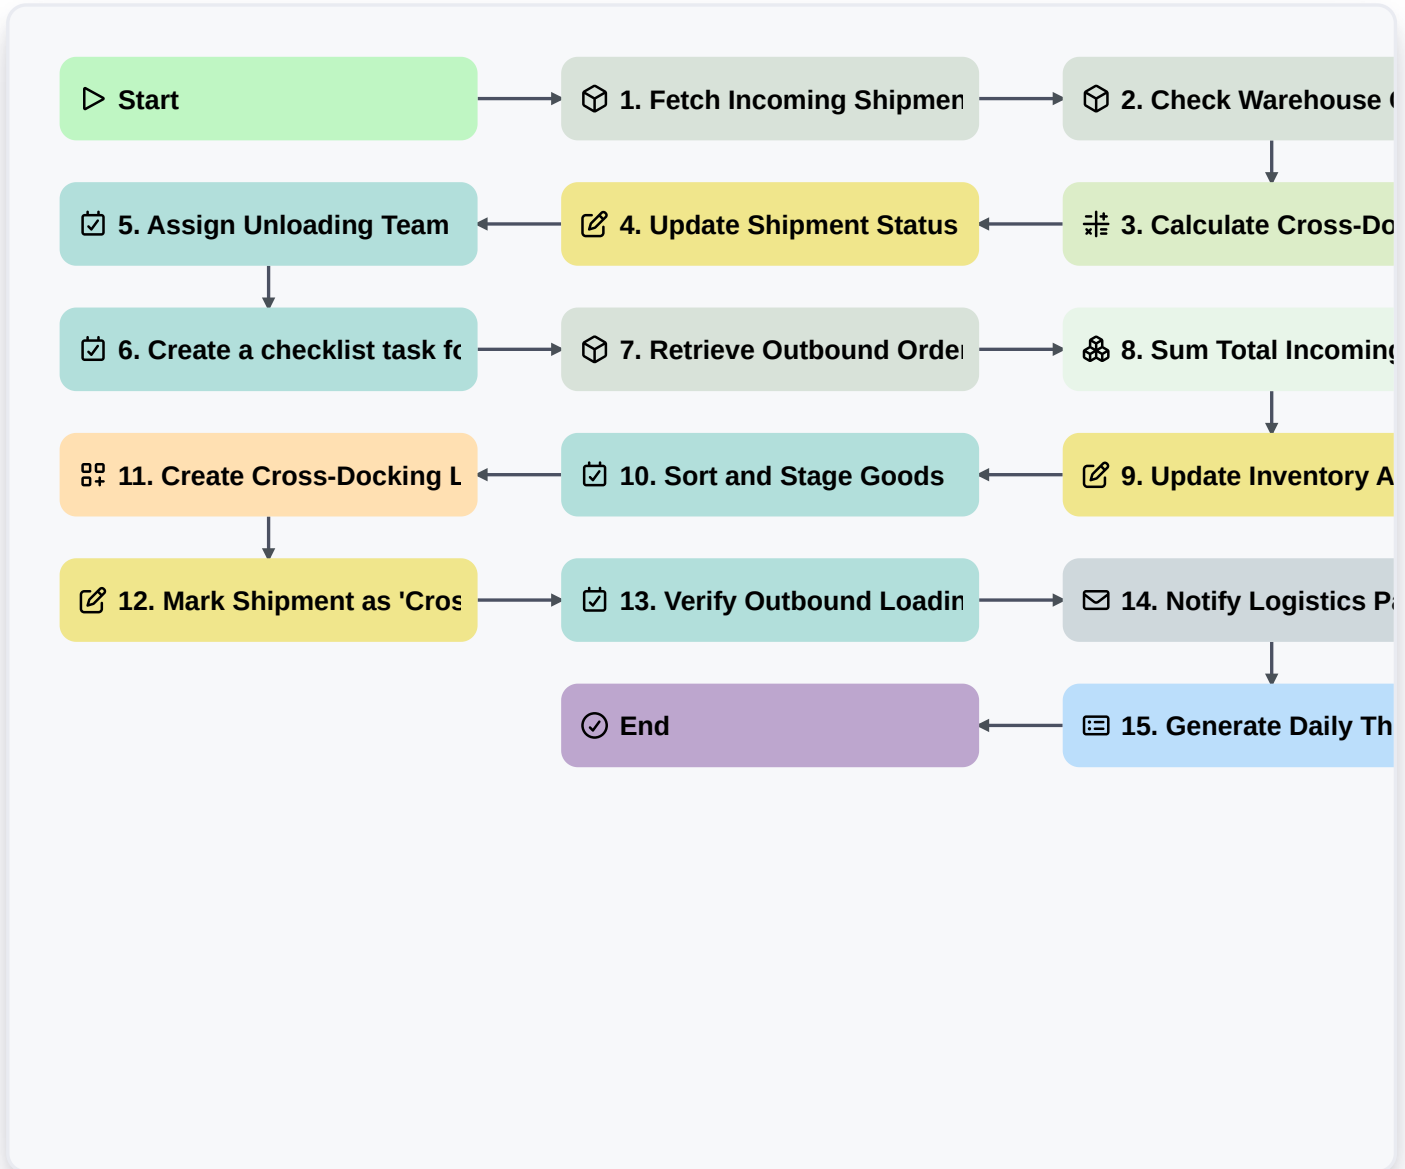 Start
1. Fetch Incoming Shipmen
2. Check Warehouse
5. Assign Unloading Team
4. Update Shipment Status
3. Calculate Cross-Do
6. Create a checklist task fo
7. Retrieve Outbound Order
8. Sum Total Incoming
11. Create Cross-Docking L
10. Sort and Stage Goods
9. Update Inventory A
12. Mark Shipment as 'Cros
13. Verify Outbound Loadin
14. Notify Logistics Pa
End
15. Generate Daily Th